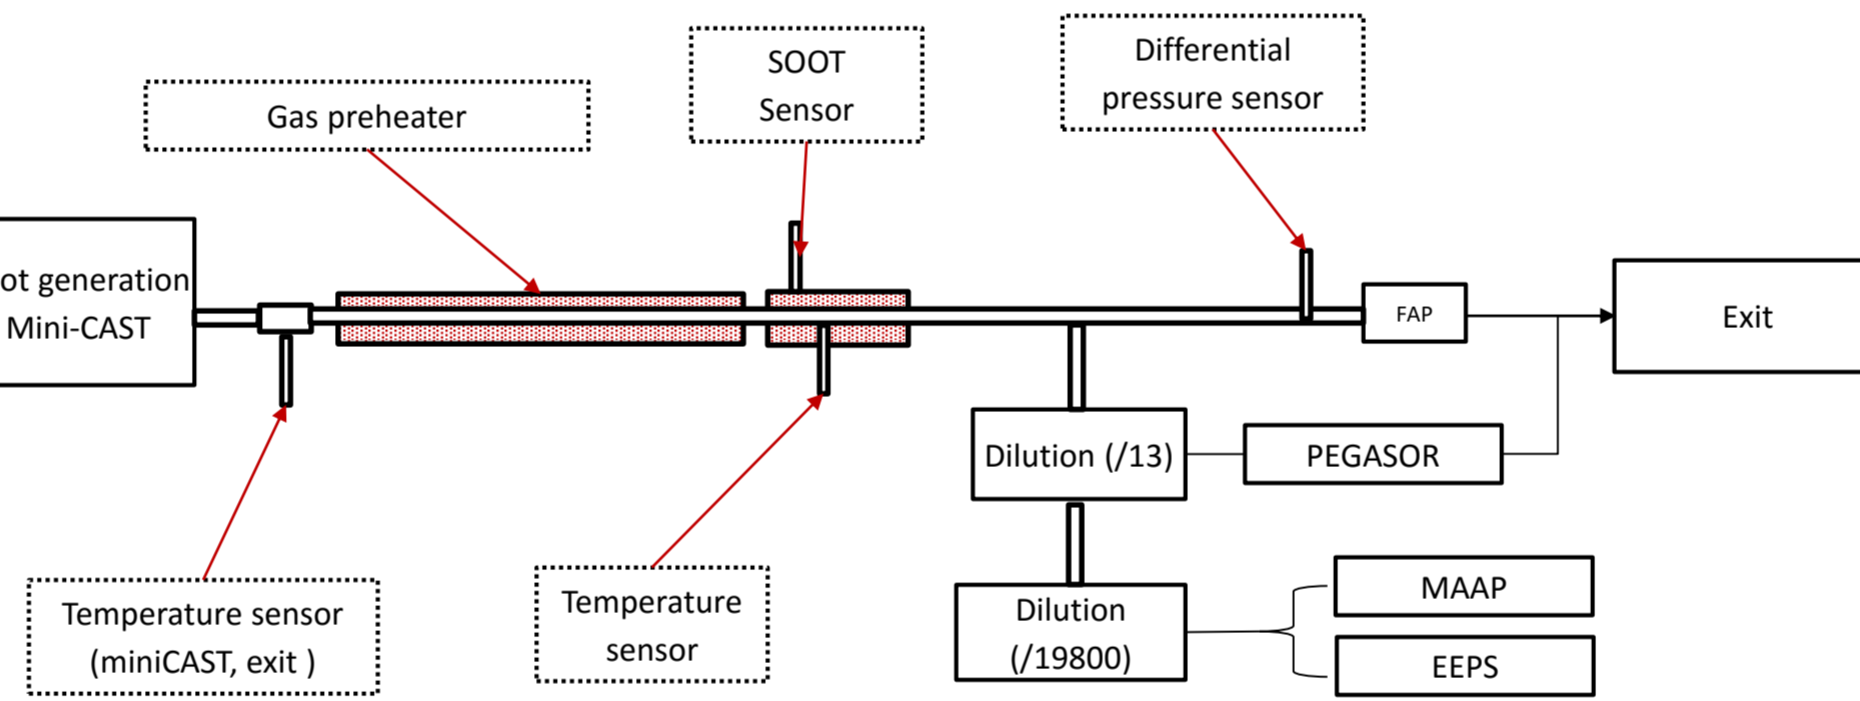 Differential
pressure sensor
SOOT
Sensor
Gas preheater
ot generation
Mini-CAST
FAP
Exit
Dilution (/13)
PEGASOR
Temperature sensor
(miniCAST, exit )
Temperature
sensor
Dilution
(/19800)
MAAP
EEPS